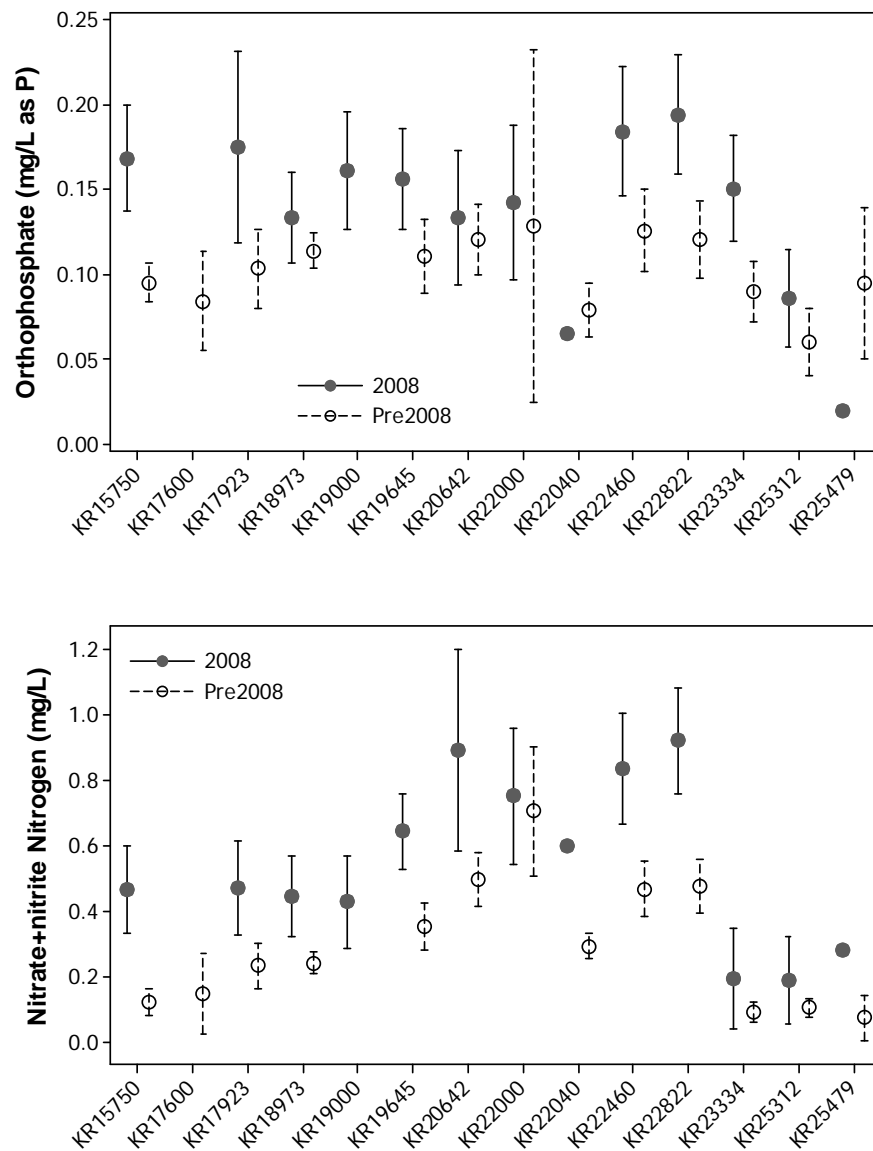 Orthophosphate (mg/L as P)
0.25
0.20
0.15
0.10
0.05
0.00
2008
Pre2008
KR15750
KR17600
KR17923
KR18973
KR19000
KR19645
KR20642
KR22000
KR22040
KR22460
KR22822
KR23334
KR25312
KR25479
Nitrate+nitrite Nitrogen (mg/L)
1.2
1.0
0.8
0.6
0.4
0.2
0.0
2008
Pre2008
KR15750
KR17600
KR17923
KR18973
KR19000
KR19645
KR20642
KR22000
KR22040
KR22460
KR22822
KR23334
KR25312
KR25479